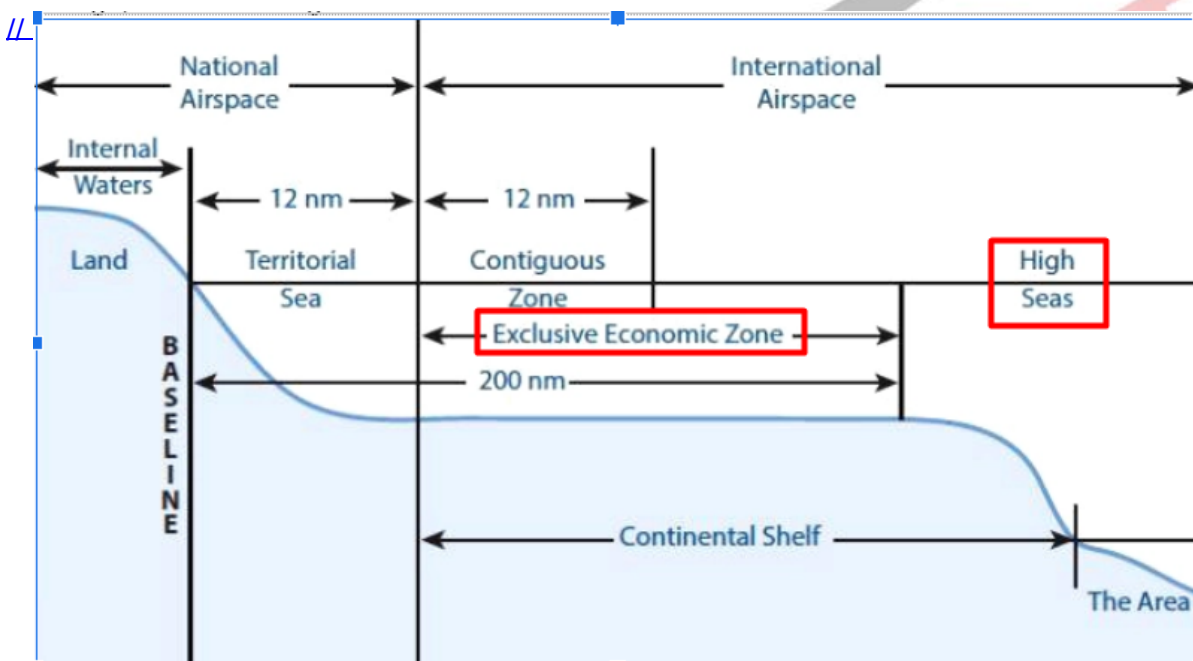 //
National
Airspace
International
Airspace
Internal
Waters
12 nm
12 nm
Land
Territorial
Sea
Contiguous
Zone
High
Seas
Exclusive Economic Zone
200 nm
BASELINE
Continental Shelf
The Area